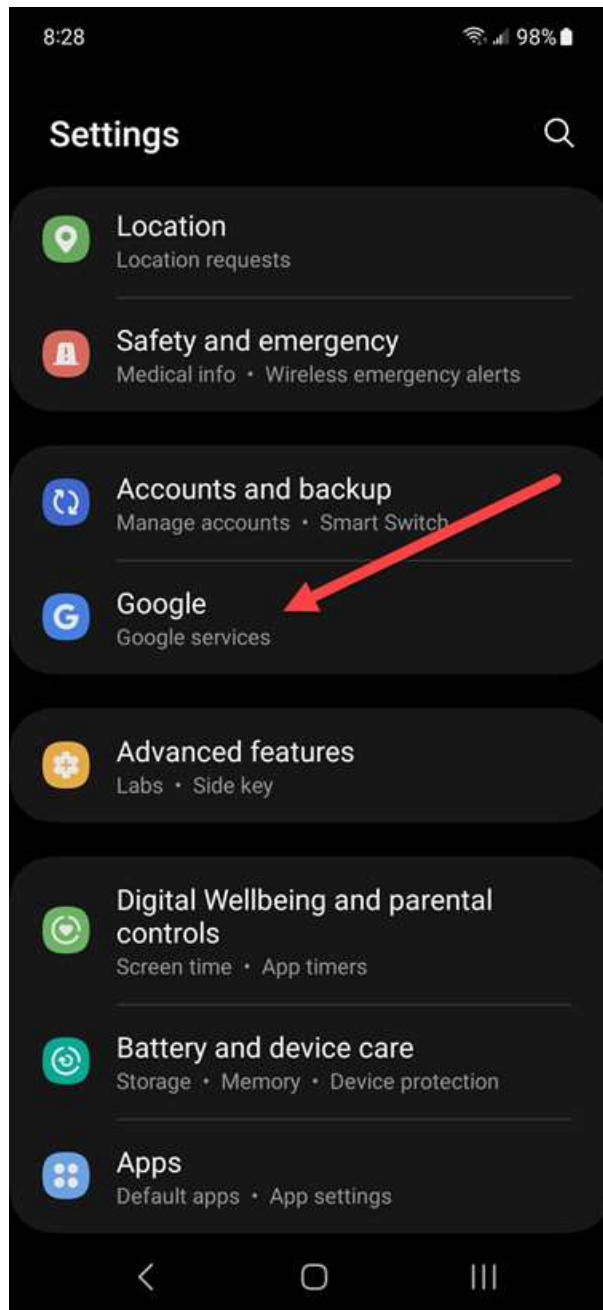 8:28 98%
Settings
Location
Location requests
Safety and emergency
Medical info • Wireless emergency alerts
Accounts and backup
Manage accounts • Smart Switch
G
Google
Google services
Advanced features
Labs • Side key
Digital Wellbeing and parental
controls
Screen time • App timers
Battery and device care
Storage • Memory • Device protection
Apps
Default apps • App settings